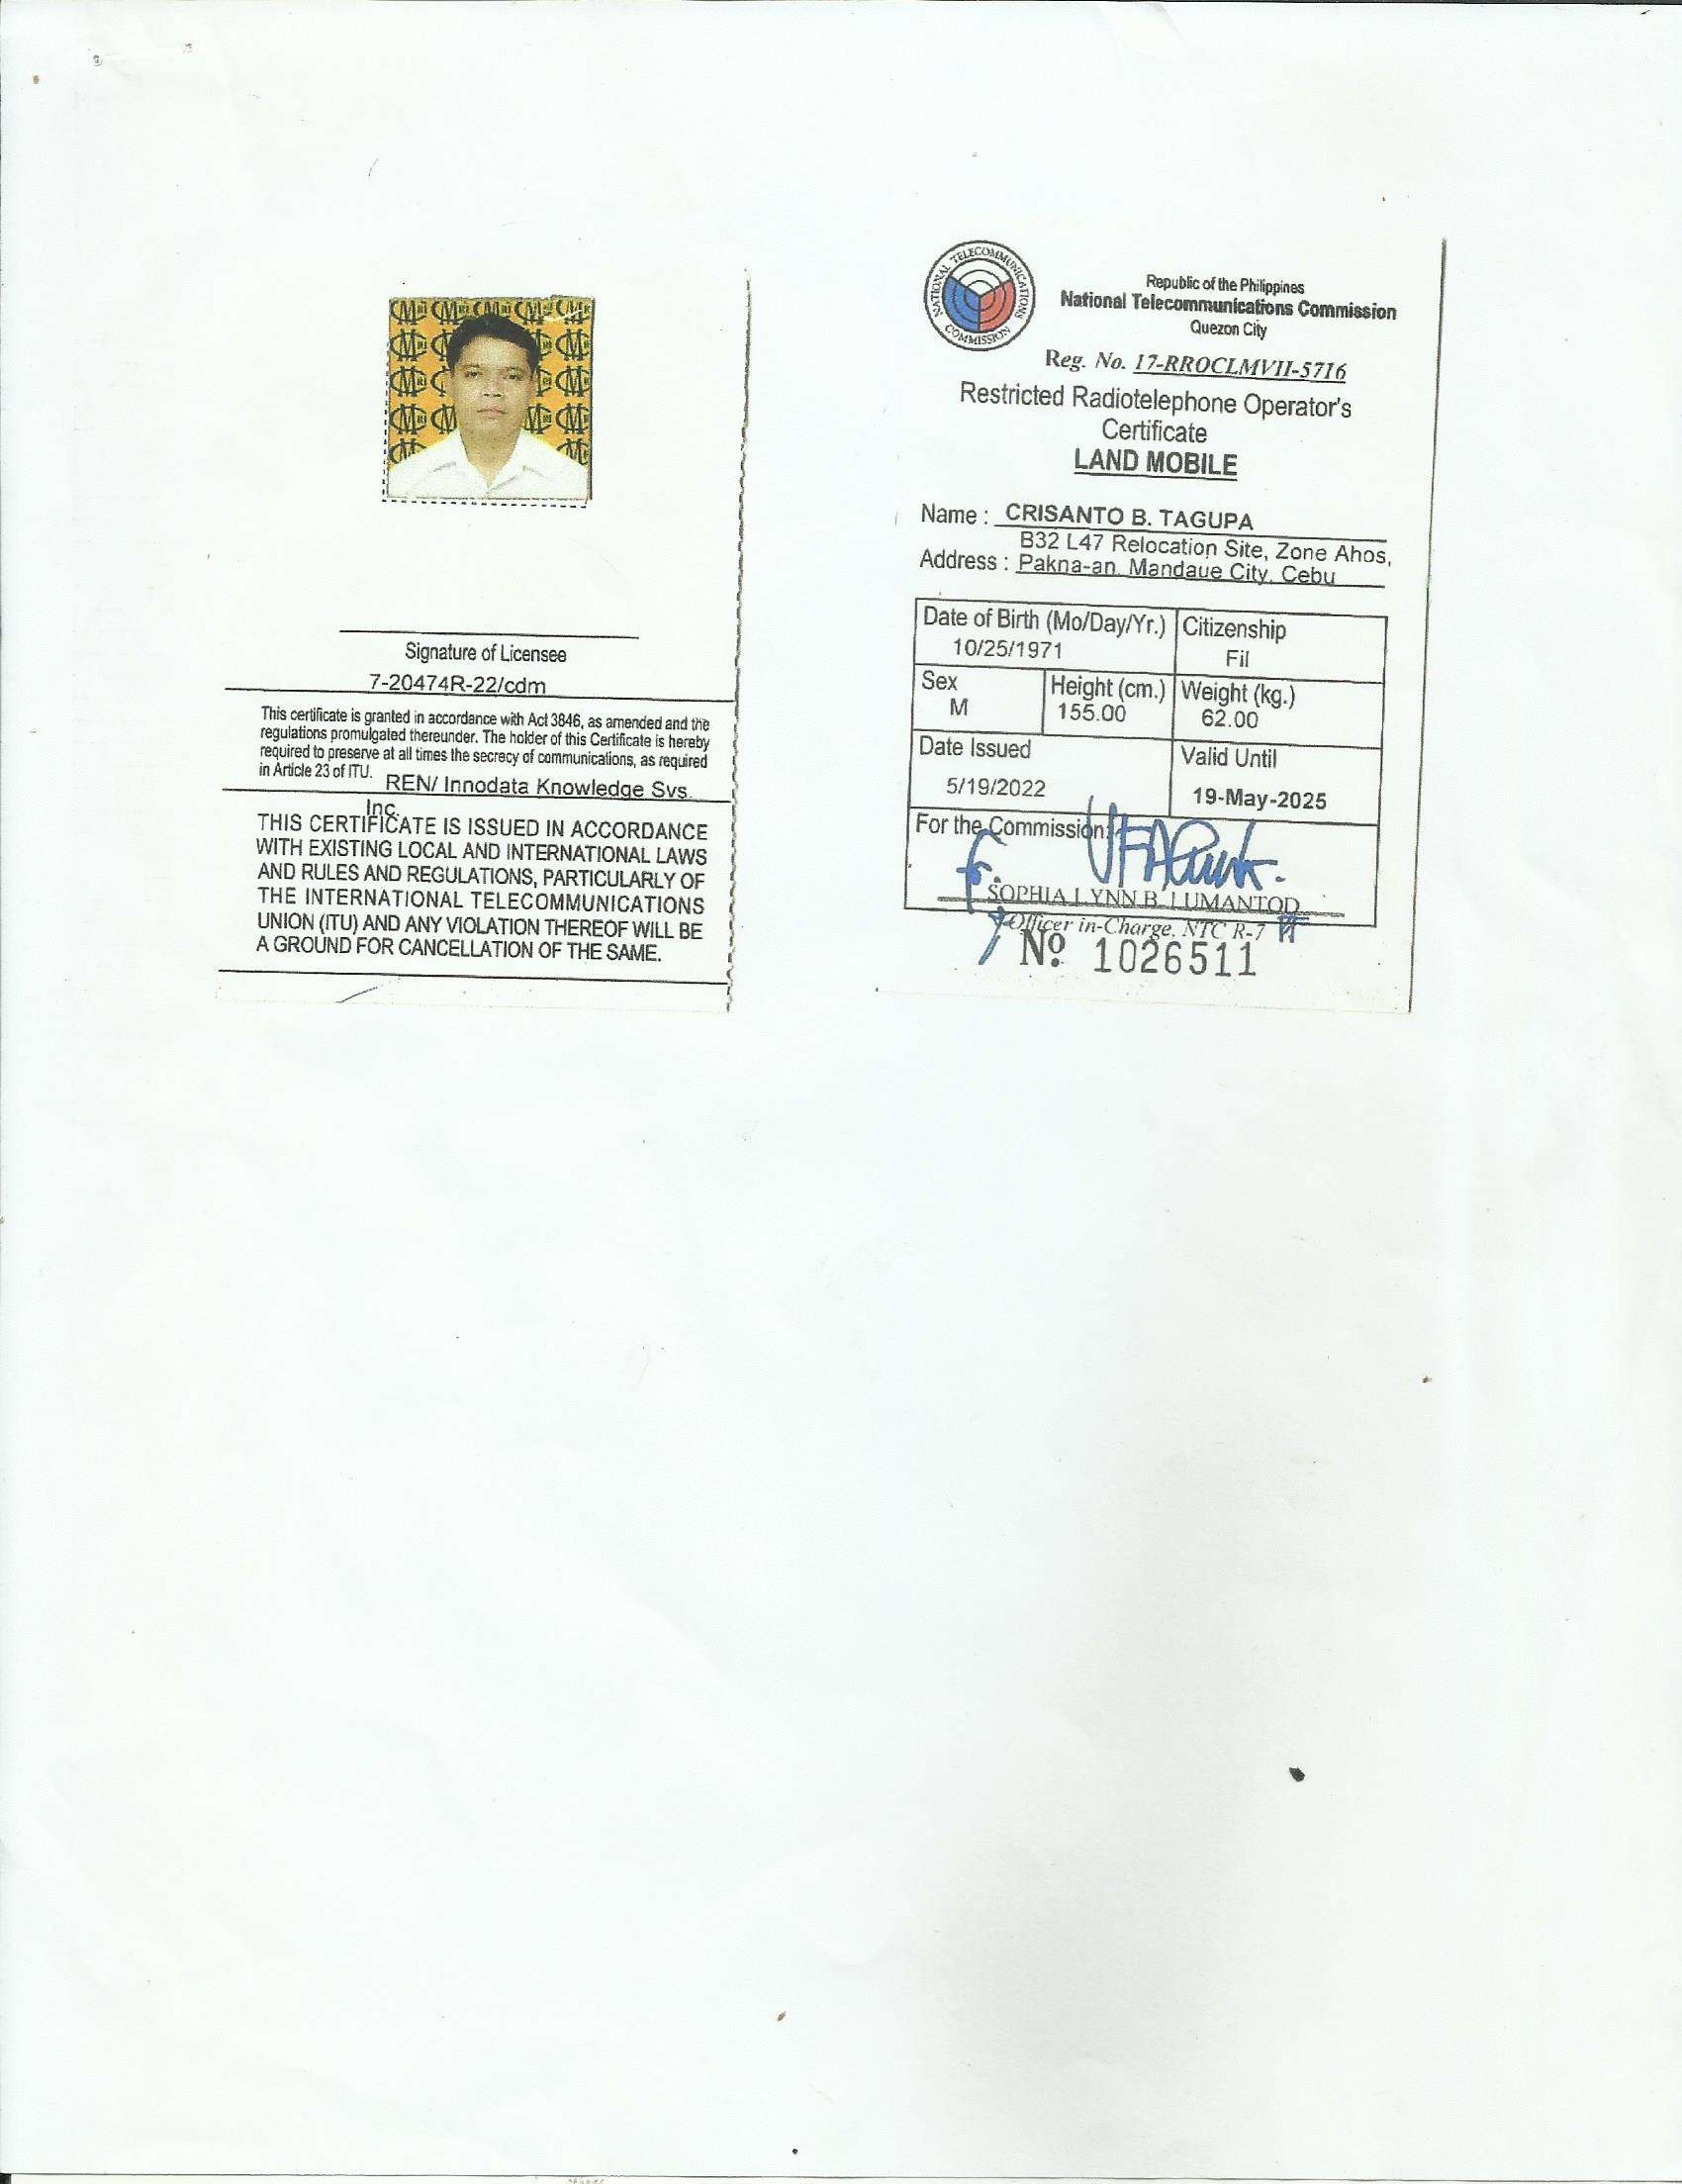 Signature of Licensee
7-20474R-22/cdm
This certificate is granted in accordance with Act 3846, as amended and the
regulations promulgated thereunder. The holder of this Certificate is hereby
required to preserve at all times the secrecy of communications, as required
in Article 23 of ITU. REN/ Innodata Knowledge Svs.
Inc.
THIS CERTIFICATE IS ISSUED IN ACCORDANCE
WITH EXISTING LOCAL AND INTERNATIONAL LAWS
AND RULES AND REGULATIONS, PARTICULARLY OF
THE INTERNATIONAL TELECOMMUNICATIONS
UNION (ITU) AND ANY VIOLATION THEREOF WILL BE
A GROUND FOR CANCELLATION OF THE SAME.
NATIONAL TELECOMMUNICATIONS COMMISSION
Republic of the Philippines
National Telecommunications Commission
Quezon City
Reg. No. 17-RROCLMVII-5716
Restricted Radiotelephone Operator's
Certificate
LAND MOBILE
Name : CRISANTO B. TAGUPA
B32 L47 Relocation Site, Zone Ahos,
Address : Pakna-an, Mandaue City, Cebu
Date of Birth (Mo/Day/Yr.) Citizenship
10/25/1971 Fil
Sex Height (cm.) Weight (kg.)
M 155.00 62.00
Date Issued Valid Until
5/19/2022 19-May-2025
For the Commission:
SOPHIA LYNN B. LUMANTOD
Officer in-Charge, NTC R-7
Nº 1026511